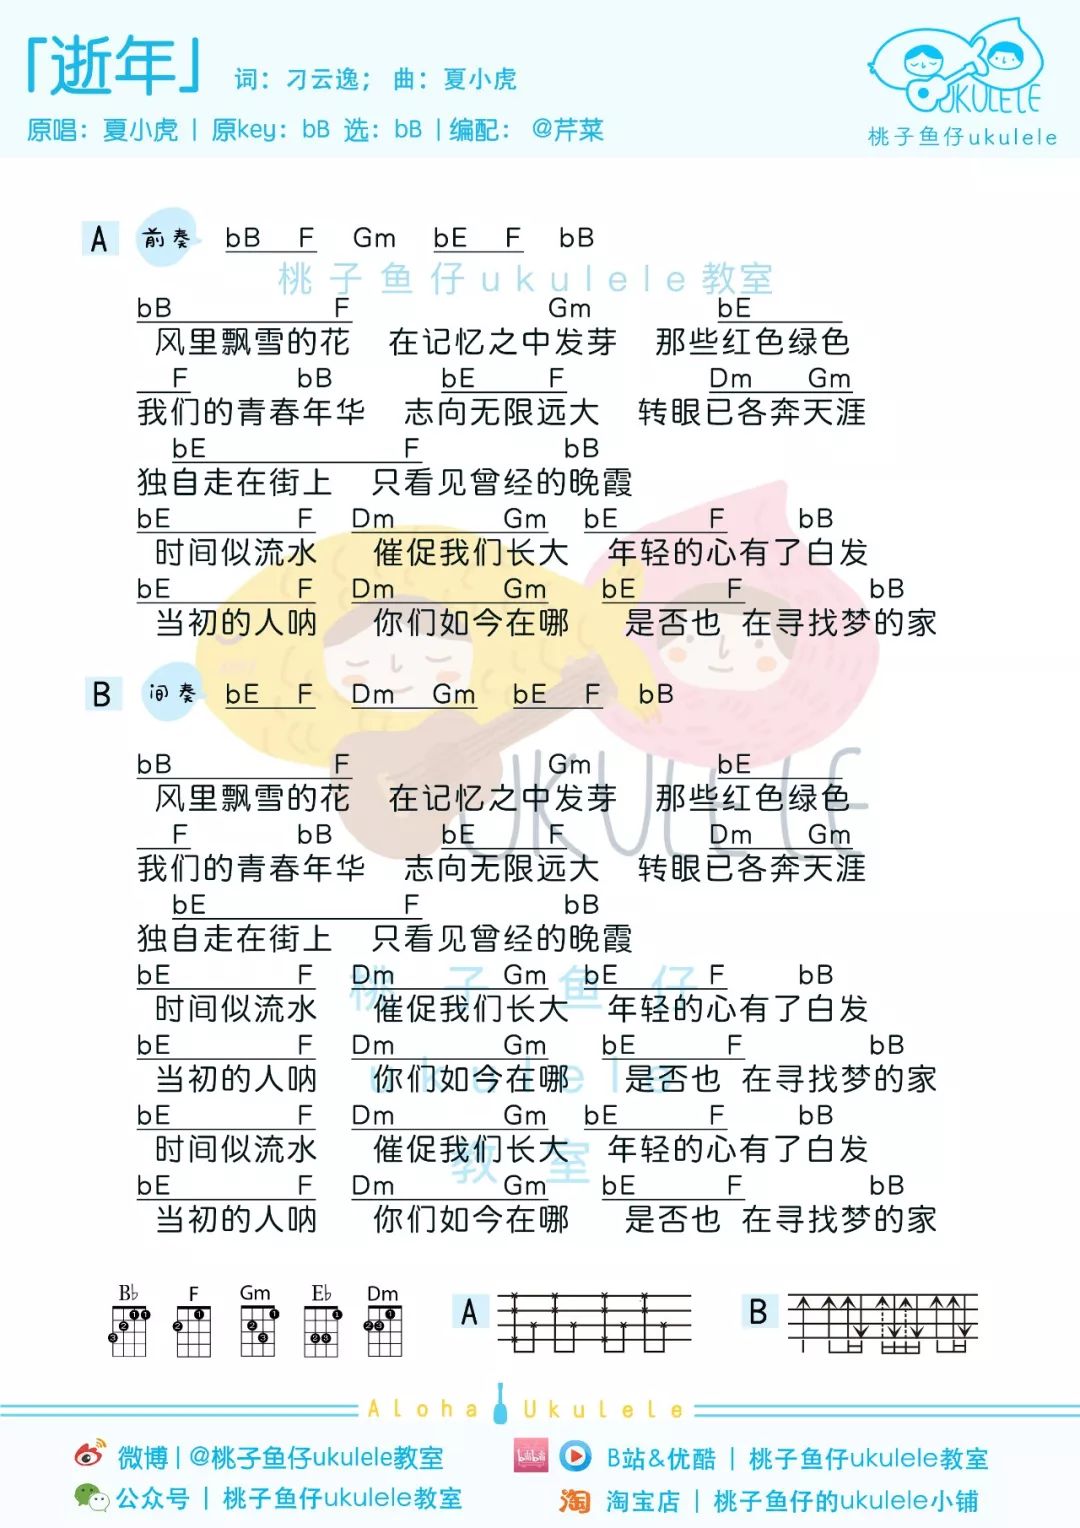 「逝年」 词：刁云逸； 曲：夏小虎
原唱：夏小虎 | 原key：bB 选：bB | 编配： @芹菜
UKULELE
桃子鱼仔ukulele
A 前奏 bB F Gm bE F bB
桃子鱼仔ukulele教室
bB F Gm bE
风里飘雪的花 在记忆之中发芽 那些红色绿色
F bB bE F Dm Gm
我们的青春年华 志向无限远大 转眼已各奔天涯
bE F bB
独自走在街上 只看见曾经的晚霞
bE F Dm Gm bE F bB
时间似流水 催促我们长大 年轻的心有了白发
bE F Dm Gm bE F bB
当初的人呐 你们如今在哪 是否也 在寻找梦的家
B 间奏 bE F Dm Gm bE F bB
UKULELE
bB F Gm bE
风里飘雪的花 在记忆之中发芽 那些红色绿色
F bB bE F Dm Gm
我们的青春年华 志向无限远大 转眼已各奔天涯
bE F bB
独自走在街上 只看见曾经的晚霞
桃子鱼仔
bE F Dm Gm bE F bB
时间似流水 催促我们长大 年轻的心有了白发
bE F Dm Gm bE F bB
ukulele
当初的人呐 你们如今在哪 是否也 在寻找梦的家
bE F Dm Gm bE F bB
时间似流水 催促我们长大 年轻的心有了白发
教室
bE F Dm Gm bE F bB
当初的人呐 你们如今在哪 是否也 在寻找梦的家
B♭ F Gm E♭ Dm A B
Aloha Ukulele
微博 | @桃子鱼仔ukulele教室 bilibili B站&优酷 | 桃子鱼仔ukulele教室
公众号 | 桃子鱼仔ukulele教室 淘 淘宝店 | 桃子鱼仔的ukulele小铺